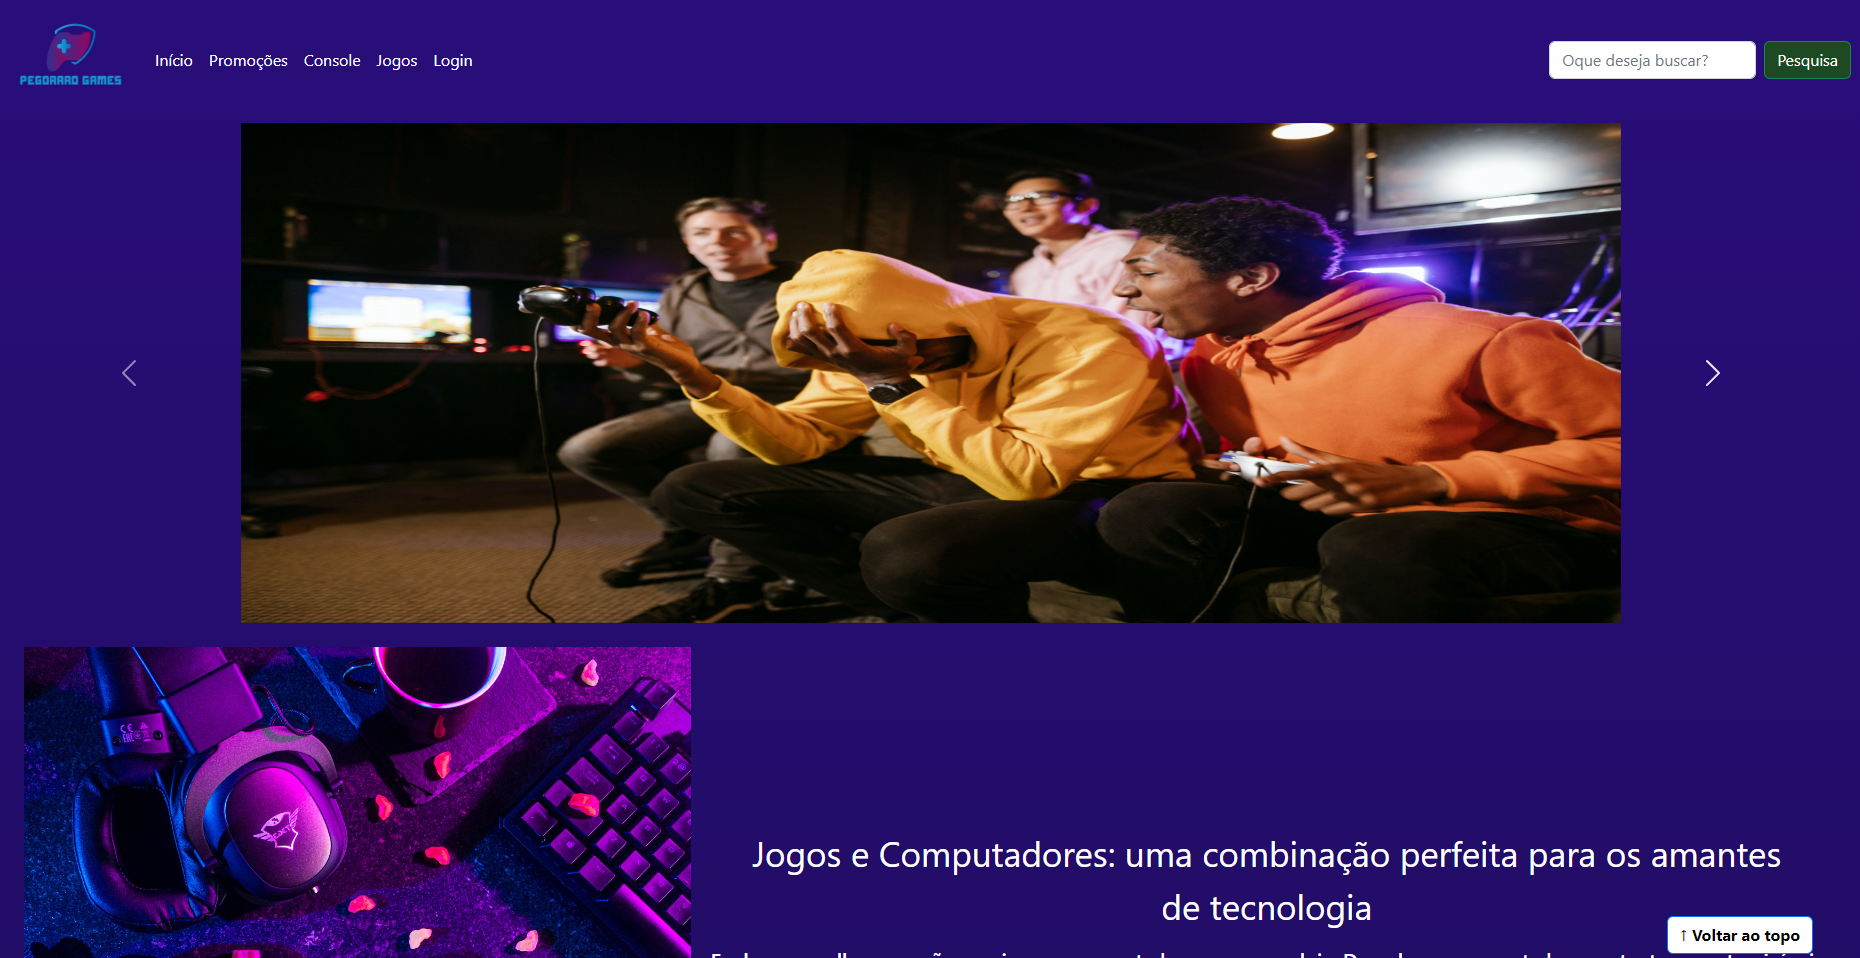 PEGORARO GAMES
Início Promoções Console Jogos Login
Oque deseja buscar?
Pesquisa
Jogos e Computadores: uma combinação perfeita para os amantes
de tecnologia
↑ Voltar ao topo